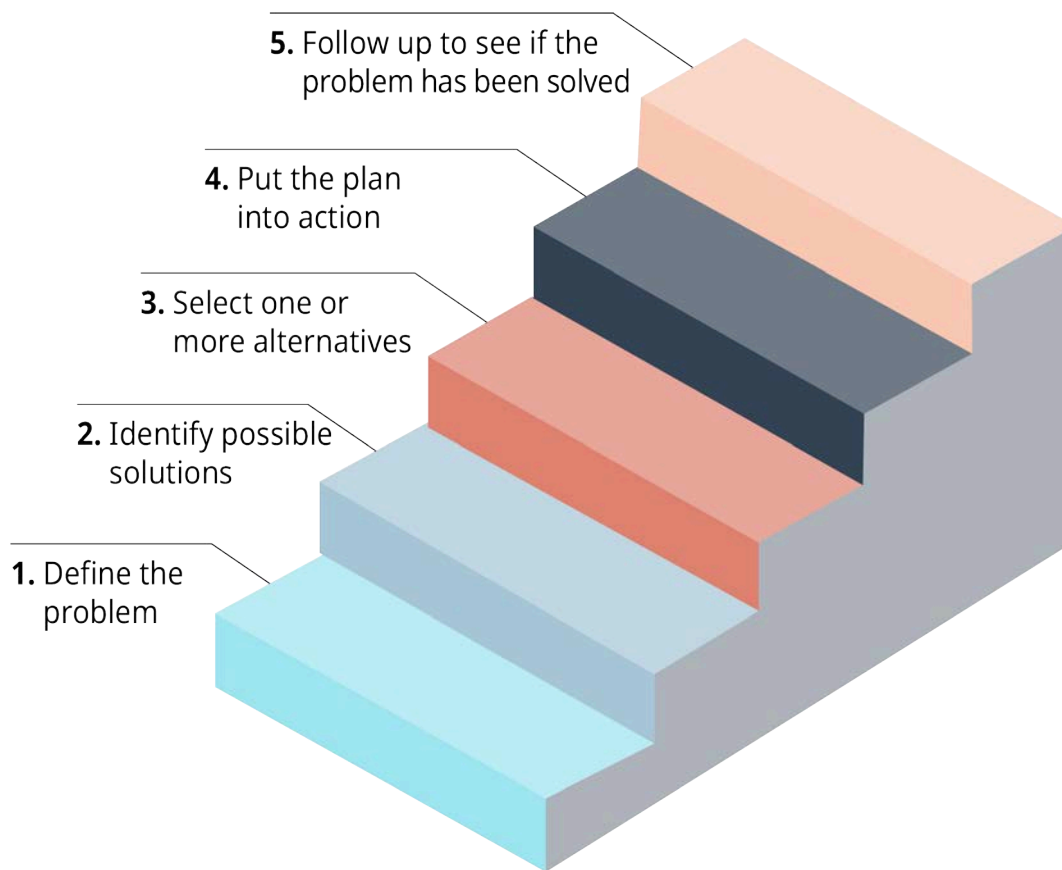 5. Follow up to see if the
problem has been solved
4. Put the plan
into action
3. Select one or
more alternatives
2. Identify possible
solutions
1. Define the
problem